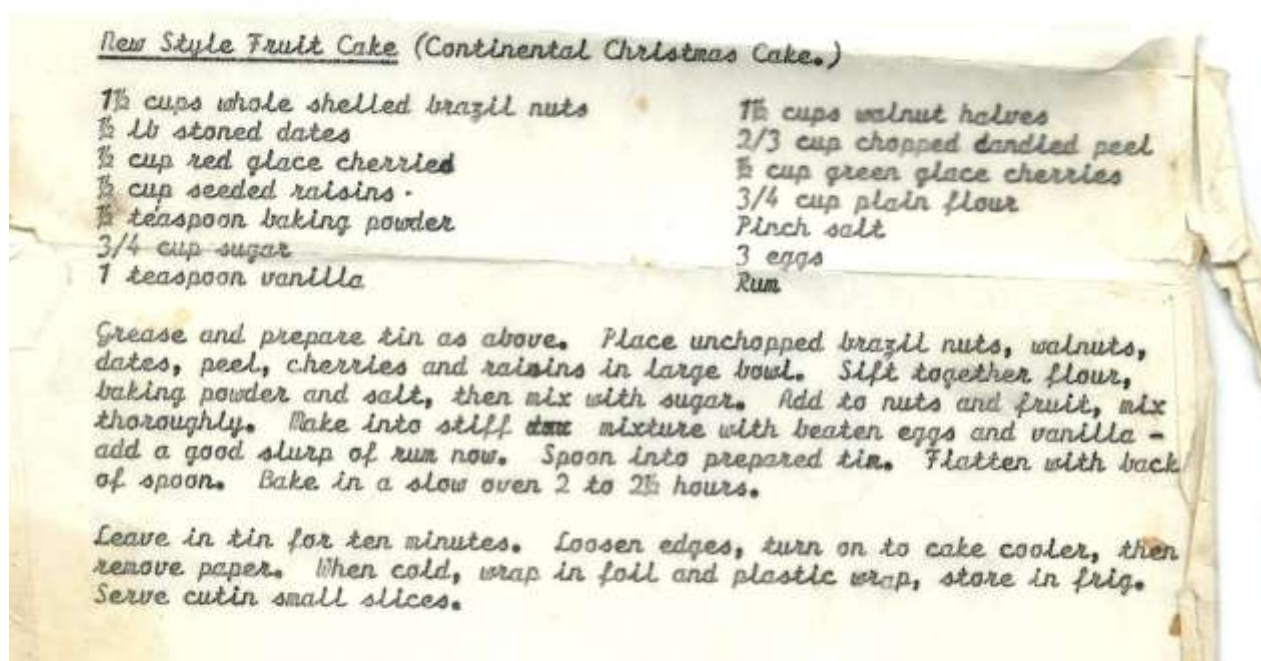 New Style Fruit Cake (Continental Christmas Cake.)
1½ cups whole shelled brazil nuts
½ lb stoned dates
½ cup red glace cherried
½ cup seeded raisins.
½ teaspoon baking powder
3/4 cup sugar
1 teaspoon vanilla
1½ cups walnut halves
2/3 cup chopped dandied peel
½ cup green glace cherries
3/4 cup plain flour
Pinch salt
3 eggs
Rum
Grease and prepare tin as above. Place unchopped brazil nuts, walnuts,
dates, peel, cherries and raisins in large bowl. Sift together flour,
baking powder and salt, then mix with sugar. Add to nuts and fruit, mix
thoroughly. Make into stiff mixture with beaten eggs and vanilla -
add a good slurp of rum now. Spoon into prepared tin. Flatten with back
of spoon. Bake in a slow oven 2 to 2½ hours.
Leave in tin for ten minutes. Loosen edges, turn on to cake cooler, then
remove paper. When cold, wrap in foil and plastic wrap, store in frig.
Serve cutin small slices.